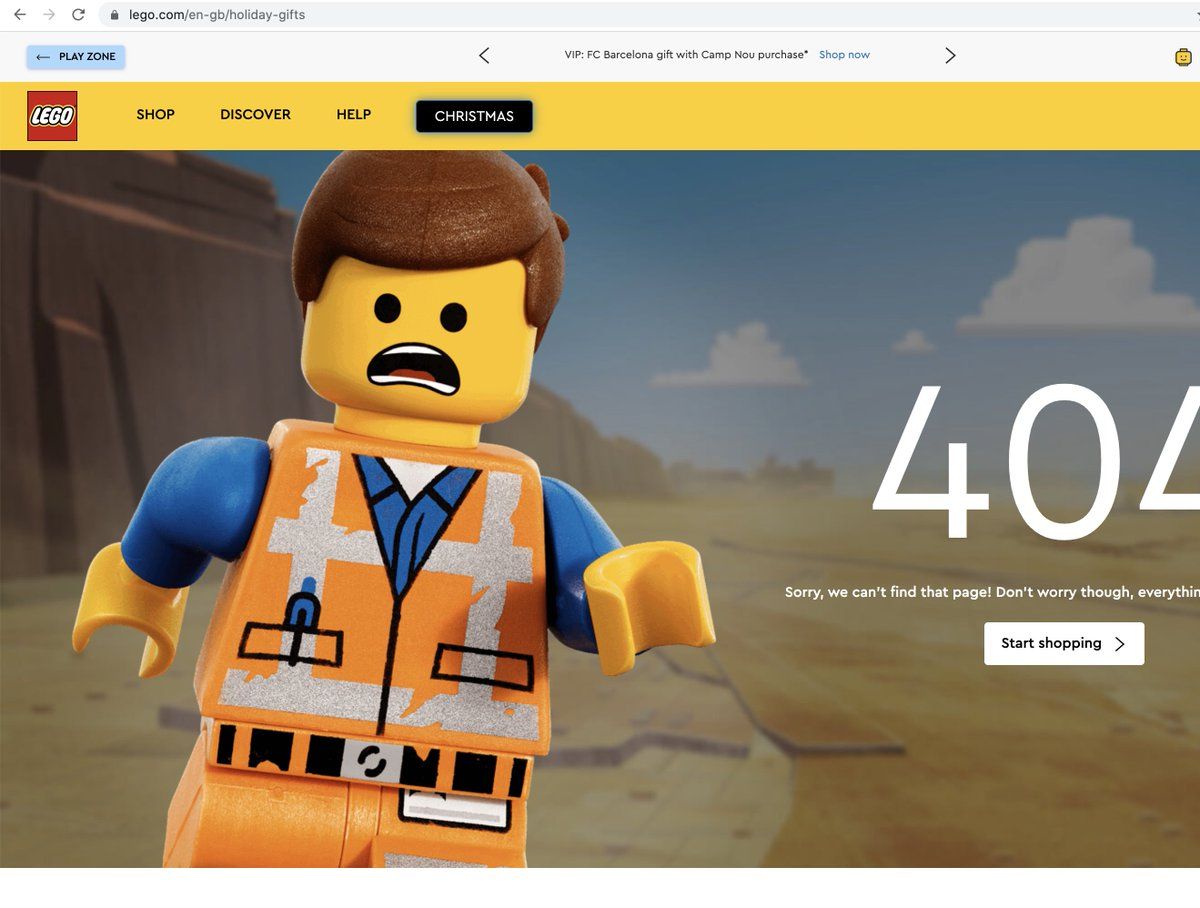 lego.com/en-gb/holiday-gifts
PLAY ZONE
VIP: FC Barcelona gift with Camp Nou purchase* Shop now
LEGO
SHOP DISCOVER HELP CHRISTMAS
404
Sorry, we can't find that page! Don't worry though, everythin
Start shopping